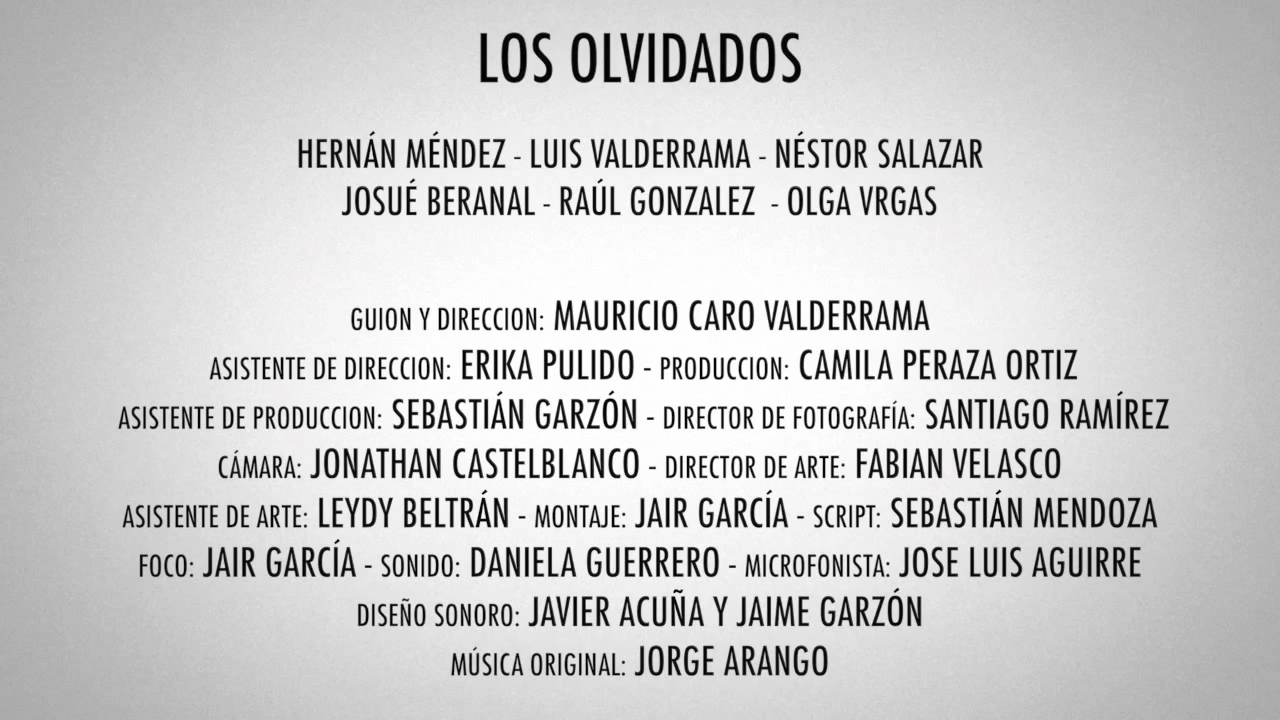 LOS OLVIDADOS
HERNÁN MÉNDEZ - LUIS VALDERRAMA - NÉSTOR SALAZAR
JOSUÉ BERANAL - RAÚL GONZALEZ - OLGA VRGAS
GUION Y DIRECCION: MAURICIO CARO VALDERRAMA
ASISTENTE DE DIRECCION: ERIKA PULIDO - PRODUCCION: CAMILA PERAZA ORTIZ
ASISTENTE DE PRODUCCION: SEBASTIÁN GARZÓN - DIRECTOR DE FOTOGRAFÍA: SANTIAGO RAMÍREZ
CÁMARA: JONATHAN CASTELBLANCO - DIRECTOR DE ARTE: FABIAN VELASCO
ASISTENTE DE ARTE: LEYDY BELTRÁN - MONTAJE: JAIR GARCÍA - SCRIPT: SEBASTIÁN MENDOZA
FOCO: JAIR GARCÍA - SONIDO: DANIELA GUERRERO - MICROFONISTA: JOSE LUIS AGUIRRE
DISEÑO SONORO: JAVIER ACUÑA Y JAIME GARZÓN
MÚSICA ORIGINAL: JORGE ARANGO